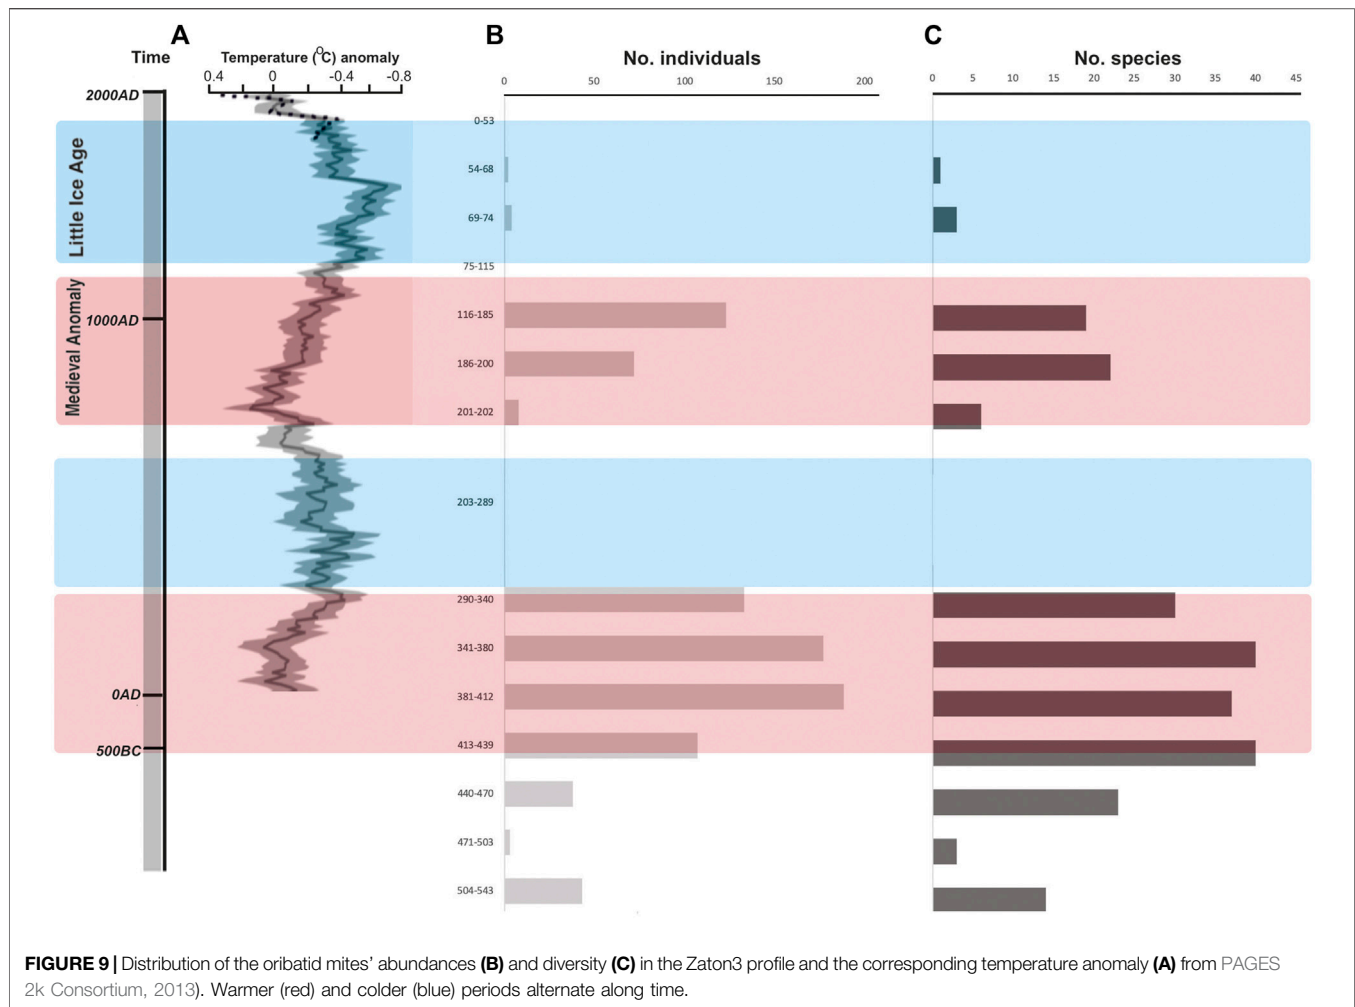 A
B
C
Time
Temperature (°C) anomaly
No. individuals
No. species
0.4 0 -0.4 -0.8
0 50 100 150 200
0 5 10 15 20 25 30 35 40 45
2000AD
1000AD
0AD
500BC
Little Ice Age
Medieval Anomaly
0-53
54-68
69-74
75-115
116-185
186-200
201-202
203-289
290-340
341-380
381-412
413-439
440-470
471-503
504-543
FIGURE 9 | Distribution of the oribatid mites’ abundances (B) and diversity (C) in the Zaton3 profile and the corresponding temperature anomaly (A) from PAGES
2k Consortium, 2013). Warmer (red) and colder (blue) periods alternate along time.